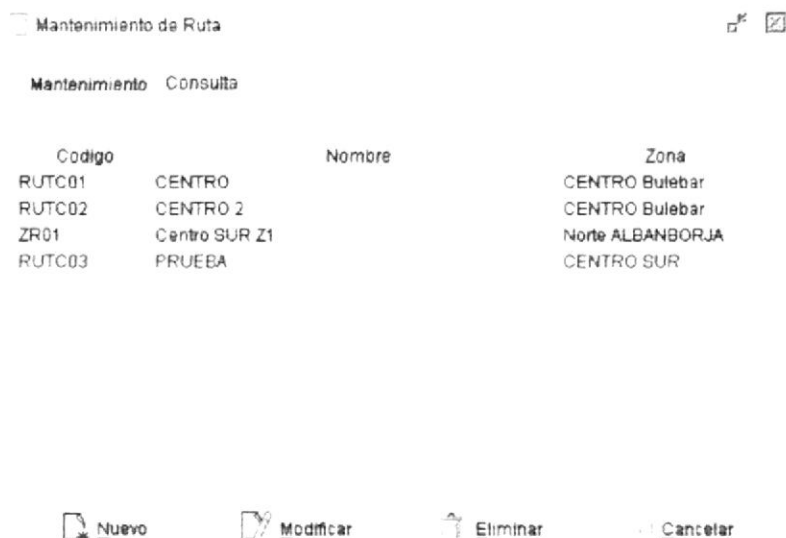 Mantenimiento de Ruta
Mantenimiento Consulta
Codigo Nombre Zona
RUTC01 CENTRO CENTRO Bulebar
RUTC02 CENTRO 2 CENTRO Bulebar
ZR01 Centro SUR Z1 Norte ALBANBORJA
RUTC03 PRUEBA CENTRO SUR
Nuevo Modificar Eliminar Cancelar